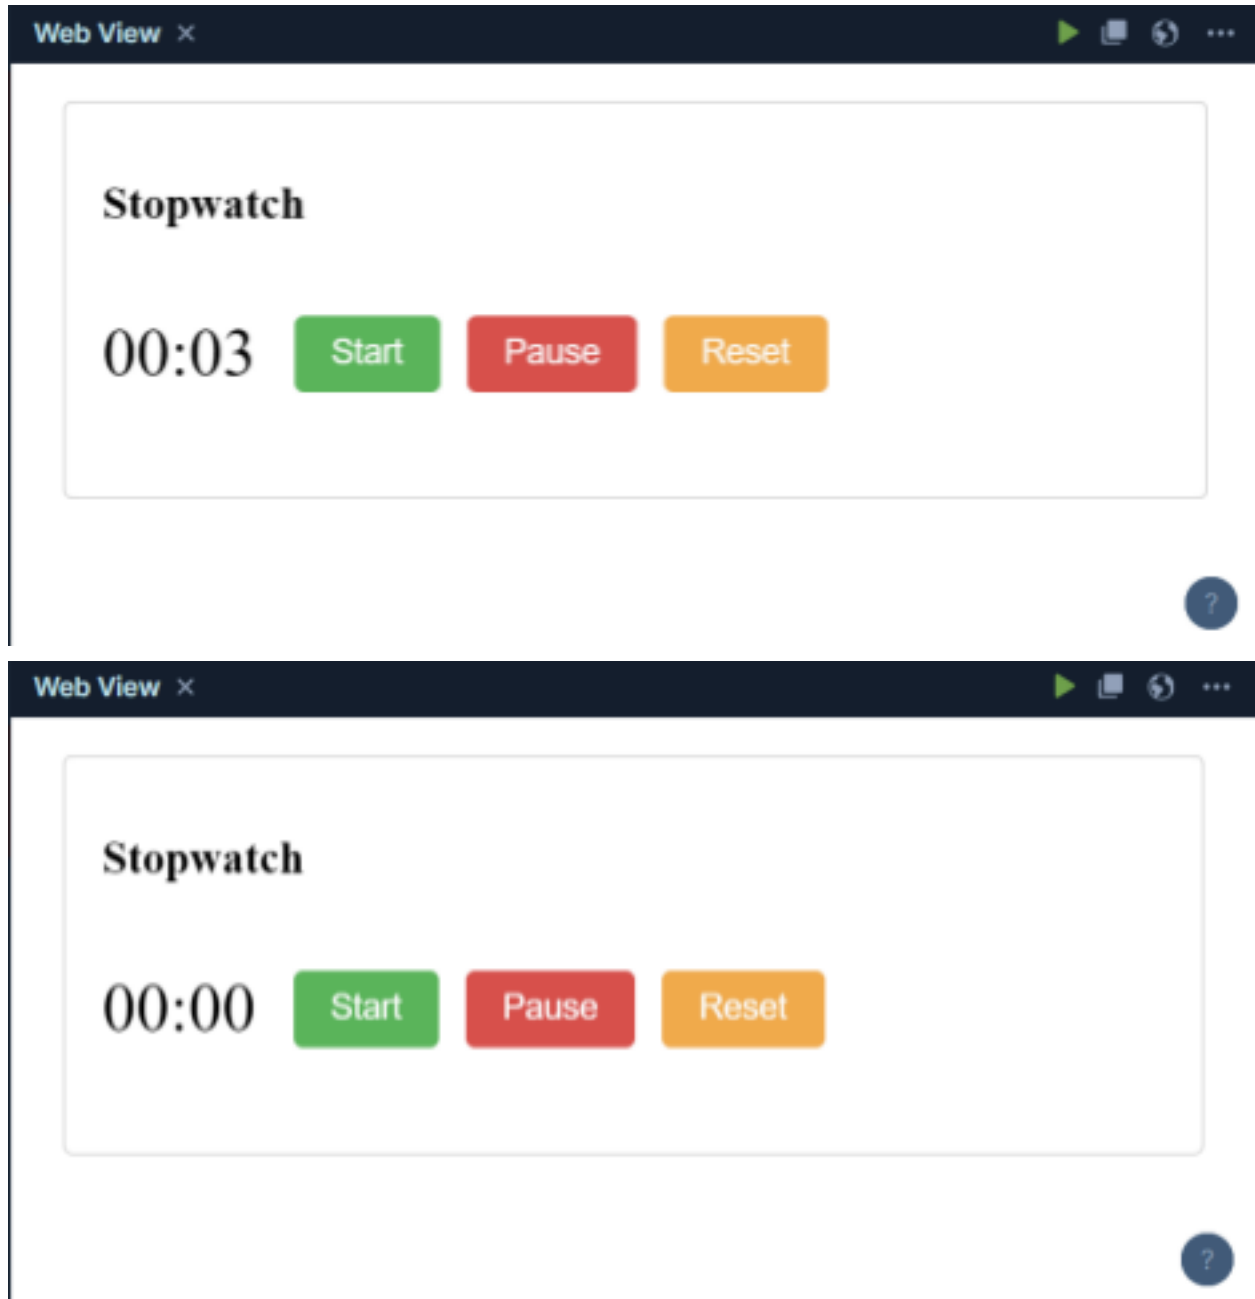 Web View ×
Stopwatch
00:03 Start Pause Reset
?
Web View ×
Stopwatch
00:00 Start Pause Reset
?